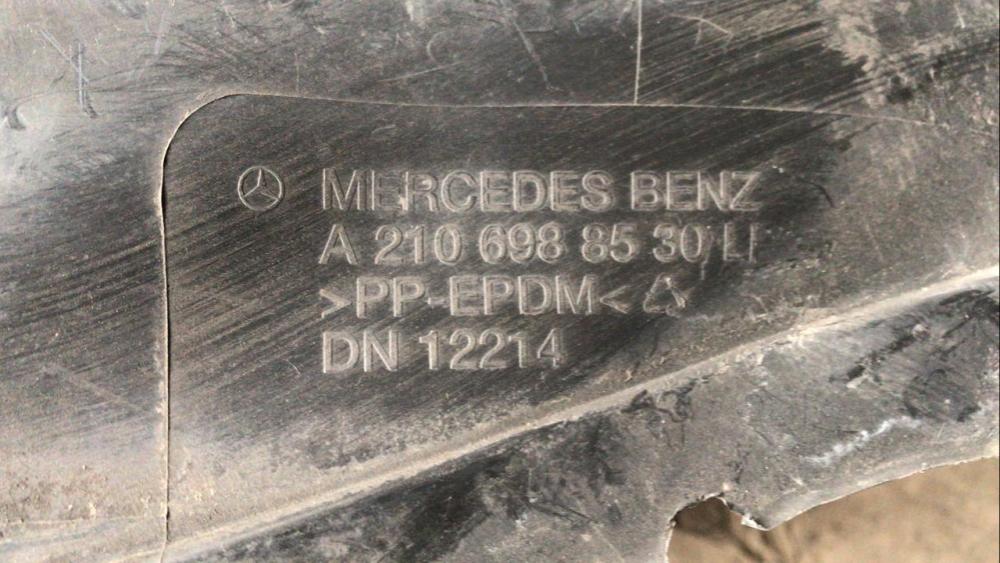 MERCEDES BENZ
A 210 698 85 30 LI
>PP-EPDM<
DN 12214